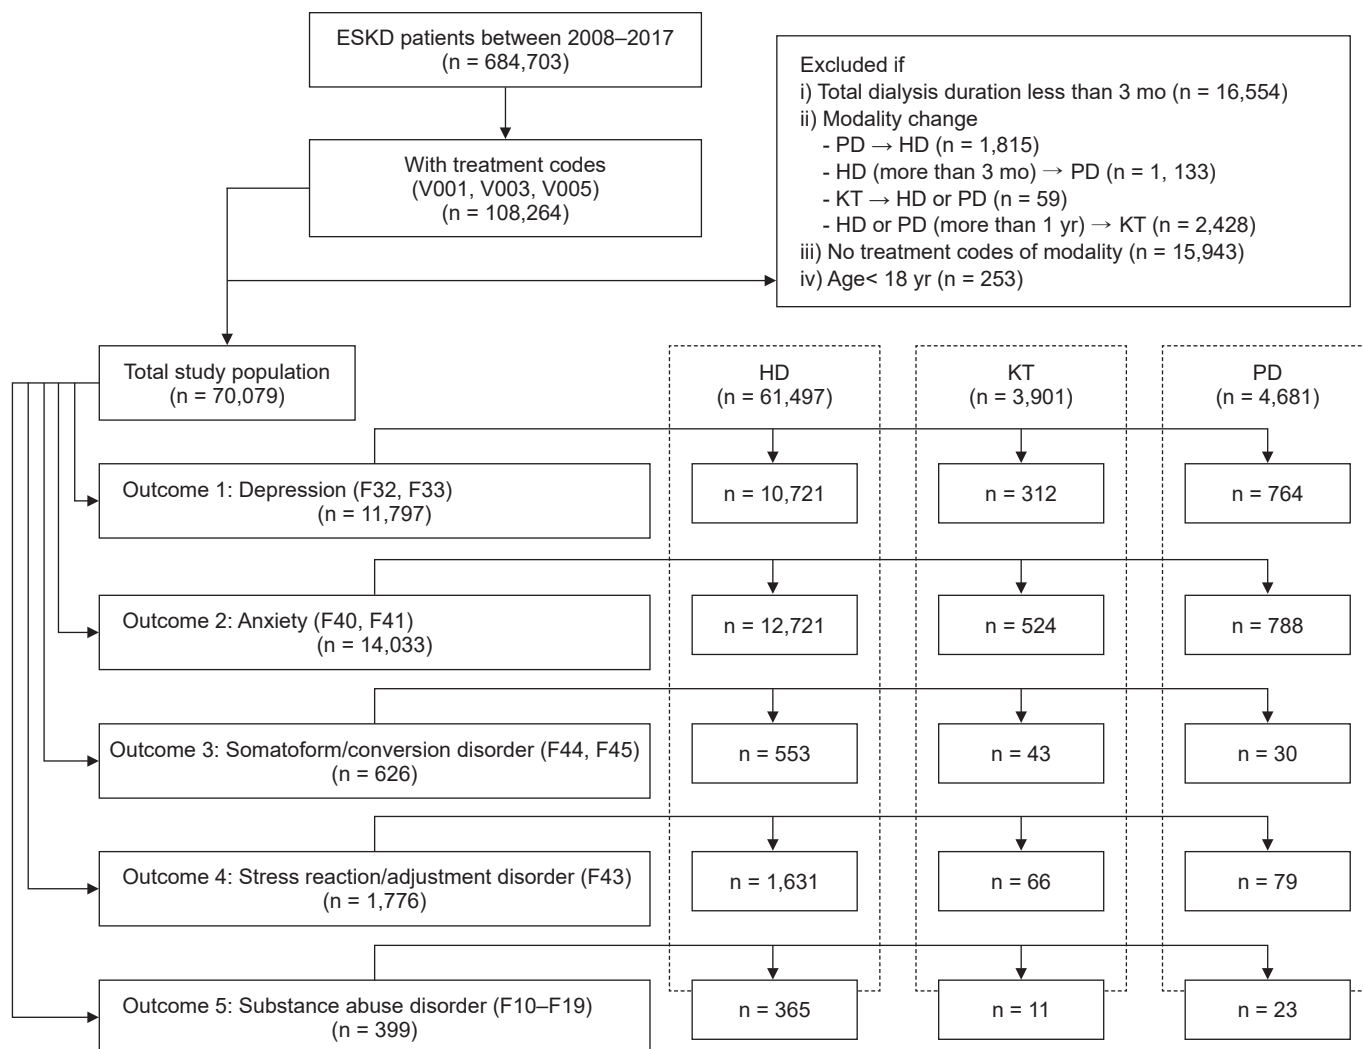 ESKD patients between 2008–2017
(n = 684,703)
With treatment codes
(V001, V003, V005)
(n = 108,264)
Excluded if
i) Total dialysis duration less than 3 mo (n = 16,554)
ii) Modality change
- PD → HD (n = 1,815)
- HD (more than 3 mo) → PD (n = 1, 133)
- KT → HD or PD (n = 59)
- HD or PD (more than 1 yr) → KT (n = 2,428)
iii) No treatment codes of modality (n = 15,943)
iv) Age< 18 yr (n = 253)
Total study population
(n = 70,079)
HD
(n = 61,497)
KT
(n = 3,901)
PD
(n = 4,681)
Outcome 1: Depression (F32, F33)
(n = 11,797)
n = 10,721
n = 312
n = 764
Outcome 2: Anxiety (F40, F41)
(n = 14,033)
n = 12,721
n = 524
n = 788
Outcome 3: Somatoform/conversion disorder (F44, F45)
(n = 626)
n = 553
n = 43
n = 30
Outcome 4: Stress reaction/adjustment disorder (F43)
(n = 1,776)
n = 1,631
n = 66
n = 79
Outcome 5: Substance abuse disorder (F10–F19)
(n = 399)
n = 365
n = 11
n = 23